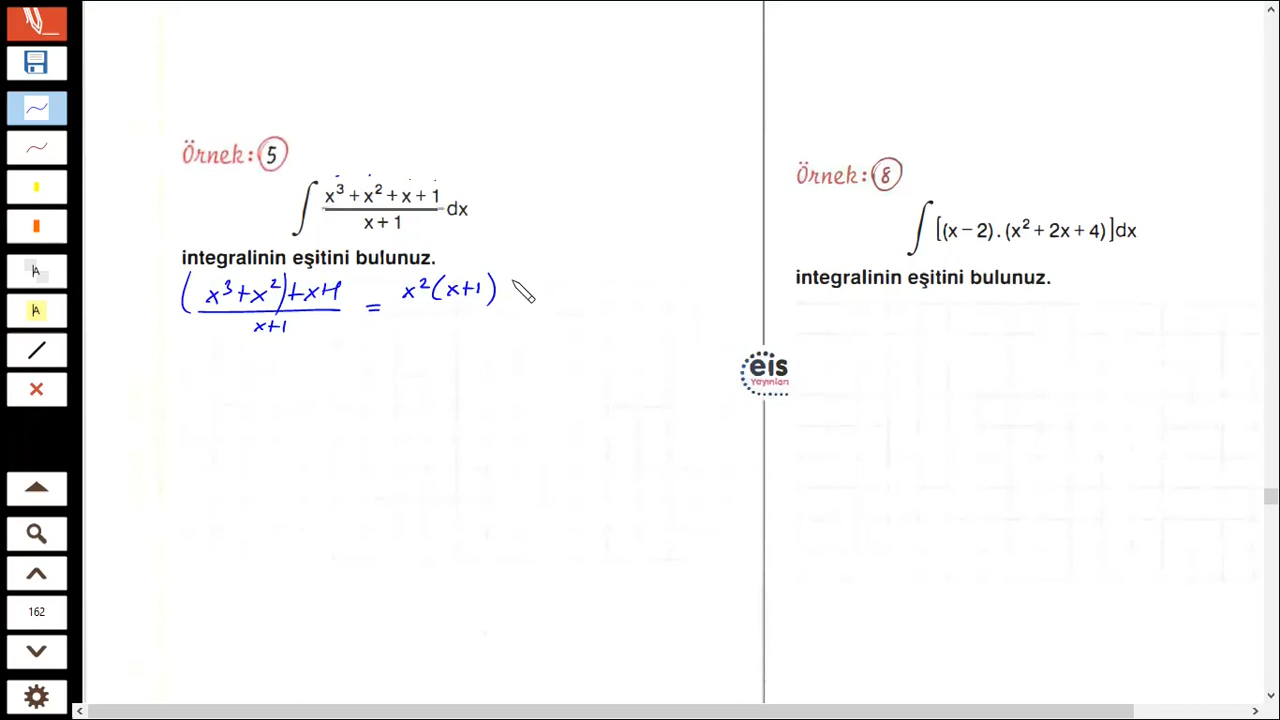 Örnek: 5
∫ (x³ + x² + x + 1)/(x + 1) dx
integralinin eşitini bulunuz.
((x³+x²)+x+1)/(x+1) = x²(x+1)
Örnek: 8
∫ [(x − 2) . (x² + 2x + 4)]dx
integralinin eşitini bulunuz.
eis
Yayınları
A
A
162